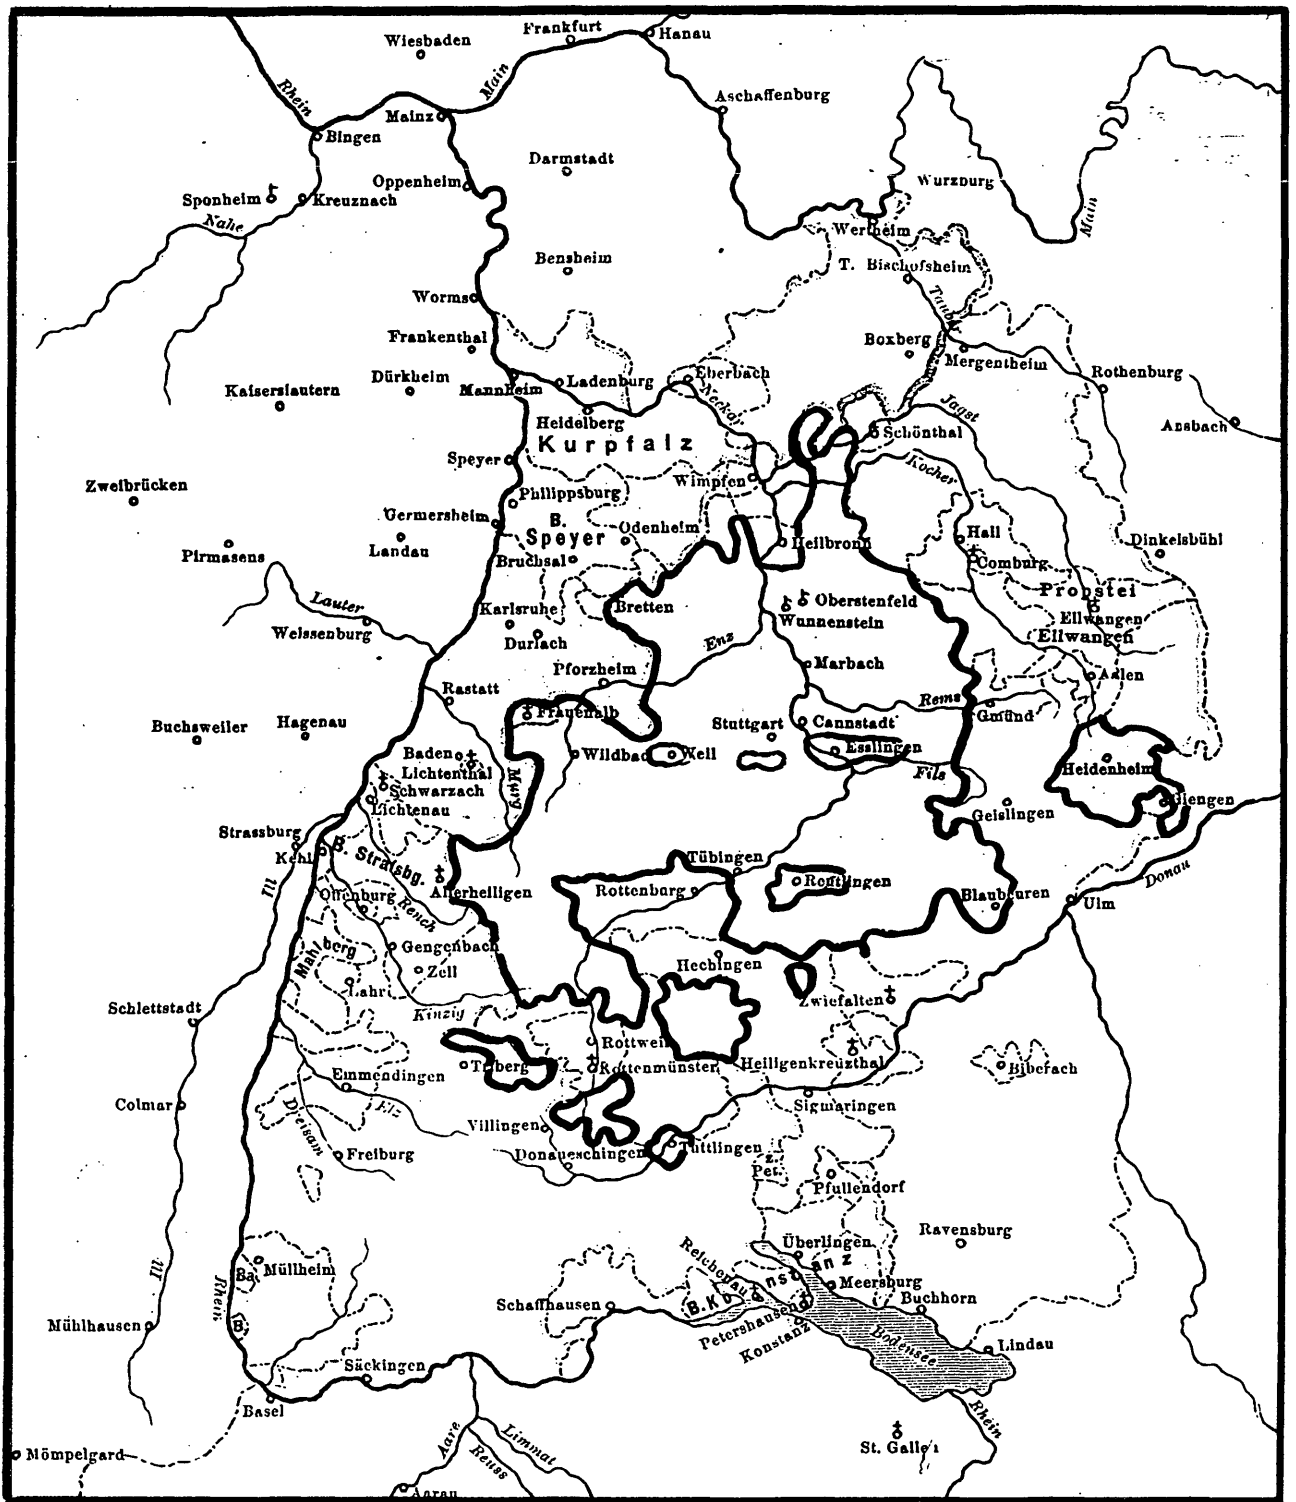 Wiesbaden
Frankfurt
Hanau
Rhein
Main
Mainz
Aschaffenburg
Bingen
Darmstadt
Oppenheim
Wurzburg
Sponheim
Kreuznach
Nahe
Main
Wertheim
Bensheim
T. Bischofsheim
Worms
Tauber
Frankenthal
Boxberg
Mergentheim
Kaiserslautern
Dürkheim
Mannheim
Ladenburg
Eberbach
Rothenburg
Neckar
Jagst
Heidelberg
Ansbach
Kurpfalz
Schönthal
Speyer
Kocher
Wimpfen
Zweibrücken
Philippsburg
Germersheim
B.
Speyer
Odenheim
Hall
Pirmasens
Landau
Heilbronn
Dinkelsbühl
Bruchsal
Comburg
Propstei
Lauter
Karlsruhe
Bretten
Oberstenfeld
Wunnenstein
Ellwangen
Ellwangen
Weissenburg
Durlach
Enz
Pforzheim
Marbach
Aalen
Rastatt
Rems
Gmünd
Buchsweiler
Hagenau
Frauenalb
Stuttgart
Cannstadt
Baden
Wildbad
Weil
Esslingen
Lichtenthal
Fils
Heidenheim
Schwarzach
Murg
Lichtenau
Geislingen
Giengen
Strassburg
Kehl
B. Strafsbg.
Tübingen
Ill
Allerheiligen
Rottenburg
Reutlingen
Donau
Offenburg
Rench
Blaubeuren
Ulm
Mahlberg
Gengenbach
Zell
Hechingen
Lahr
Zwiefalten
Schlettstadt
Kinzig
Rottweil
Triberg
Rottenmünster
Heiligenkreuzthal
Biberach
Emmendingen
Colmar
Elz
Sigmaringen
Dreisam
Villingen
Freiburg
Donaueschingen
Tuttlingen
z.
Pet.
Pfullendorf
Ravensburg
Überlingen
Reichenau
Ill
Rhein
Ba
Müllheim
B. Konstanz
Meersburg
Schaffhausen
Buchhorn
Mühlhausen
B.
Petershausen
Konstanz
Bodensee
Lindau
Säckingen
Basel
Rhein
Mömpelgard
Aare
Limmat
Reuss
St. Gallen
Aarau